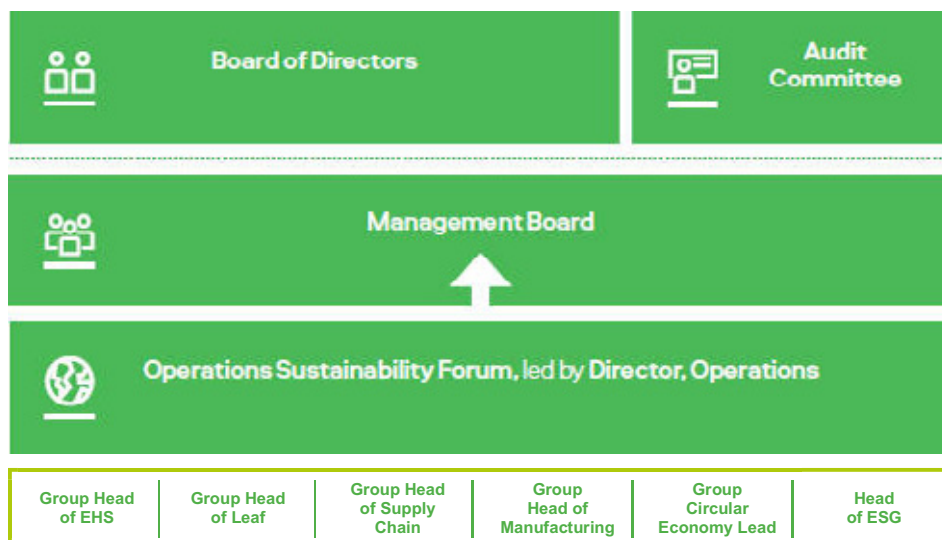 Board of Directors
Audit
Committee
Management Board
Operations Sustainability Forum, led by Director, Operations
Group Head
of EHS
Group Head
of Leaf
Group Head
of Supply
Chain
Group
Head of
Manufacturing
Group
Circular
Economy Lead
Head
of ESG